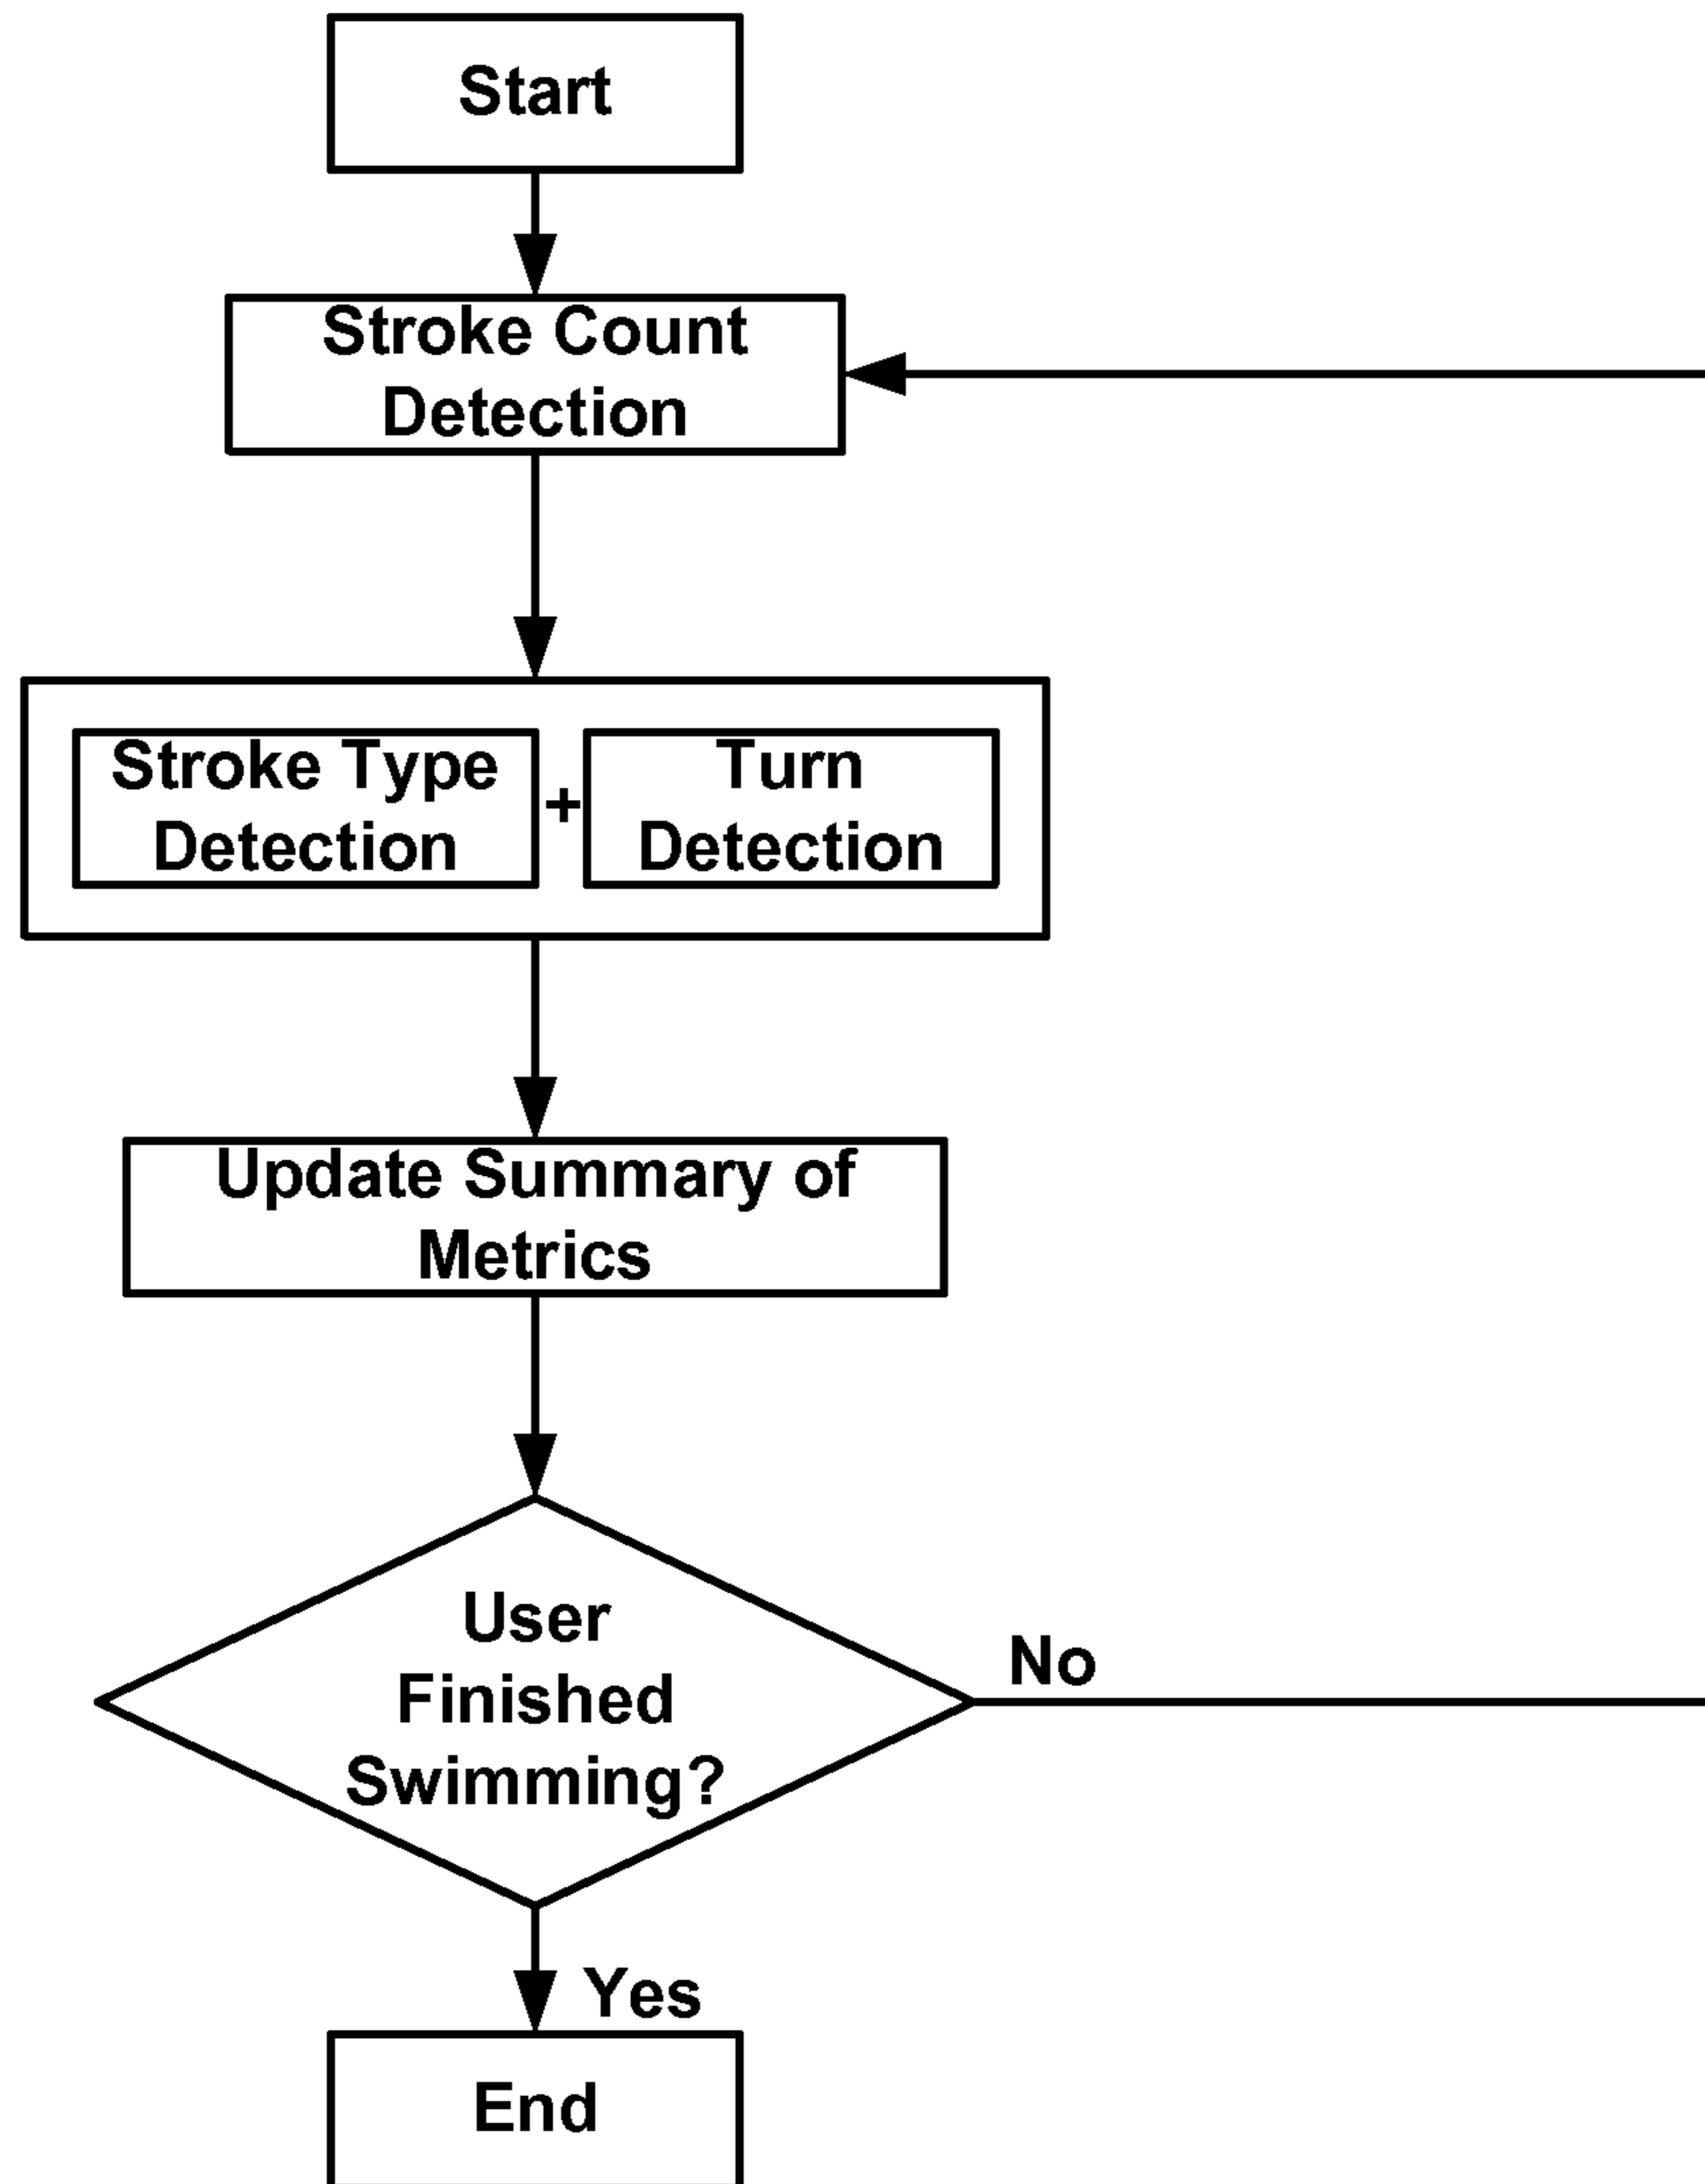 Start
Stroke Count
Detection
Stroke Type
Detection
+
Turn
Detection
Update Summary of
Metrics
User
Finished
Swimming?
No
Yes
End